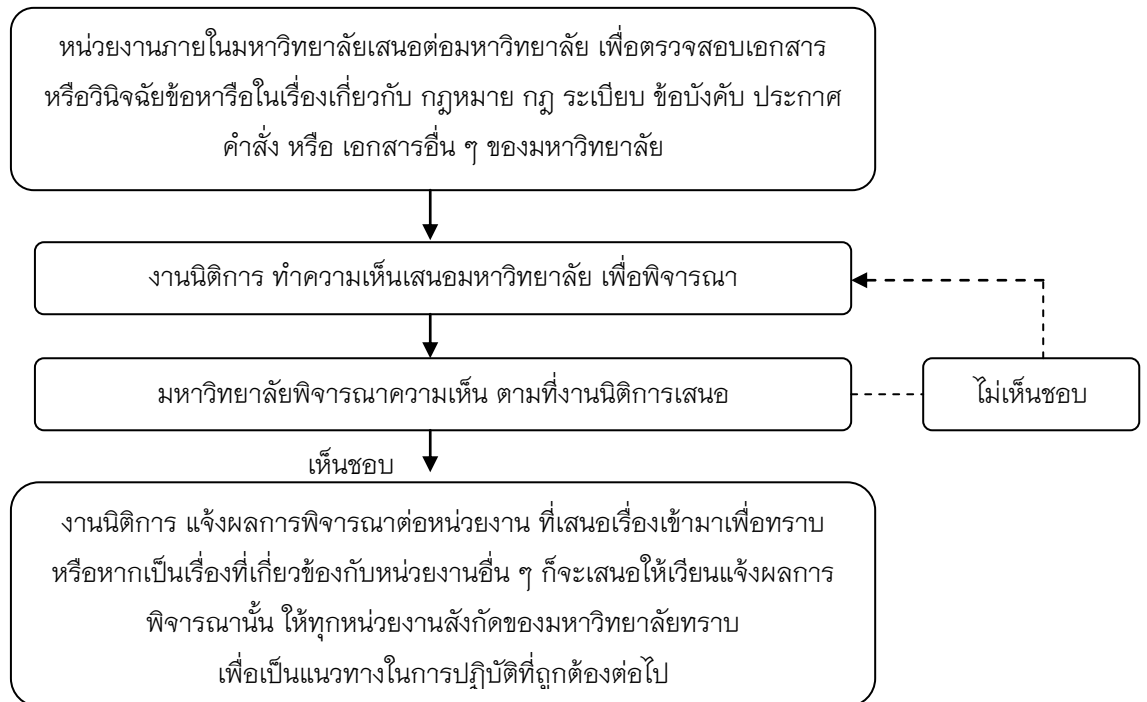 หน่วยงานภายในมหาวิทยาลัยเสนอต่อมหาวิทยาลัย เพื่อตรวจสอบเอกสาร
หรือวินิจฉัยข้อหารือในเรื่องเกี่ยวกับ กฎหมาย กฎ ระเบียบ ข้อบังคับ ประกาศ
คำสั่ง หรือ เอกสารอื่น ๆ ของมหาวิทยาลัย
งานนิติการ ทำความเห็นเสนอมหาวิทยาลัย เพื่อพิจารณา
มหาวิทยาลัยพิจารณาความเห็น ตามที่งานนิติการเสนอ
ไม่เห็นชอบ
เห็นชอบ
งานนิติการ แจ้งผลการพิจารณาต่อหน่วยงาน ที่เสนอเรื่องเข้ามาเพื่อทราบ
หรือหากเป็นเรื่องที่เกี่ยวข้องกับหน่วยงานอื่น ๆ ก็จะเสนอให้เวียนแจ้งผลการ
พิจารณานั้น ให้ทุกหน่วยงานสังกัดของมหาวิทยาลัยทราบ
เพื่อเป็นแนวทางในการปฏิบัติที่ถูกต้องต่อไป